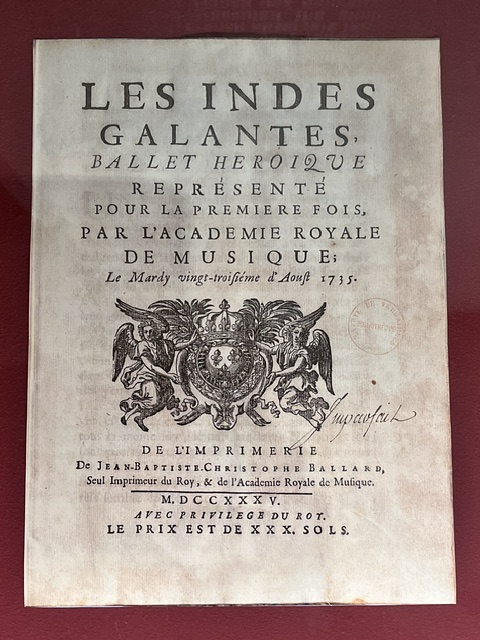 LES INDES
GALANTES,
BALLET HEROIQUE
REPRÉSENTÉ
POUR LA PREMIERE FOIS,
PAR L'ACADEMIE ROYALE
DE MUSIQUE;
Le Mardy vingt-troisiéme d'Aoust 1735.
Imparfait
DE L'IMPRIMERIE
De JEAN-BAPTISTE-CHRISTOPHE BALLARD,
Seul Imprimeur du Roy, & de l'Academie Royale de Musique.
M. DCCXXXV.
AVEC PRIVILEGE DU ROY.
LE PRIX EST DE XXX. SOLS.